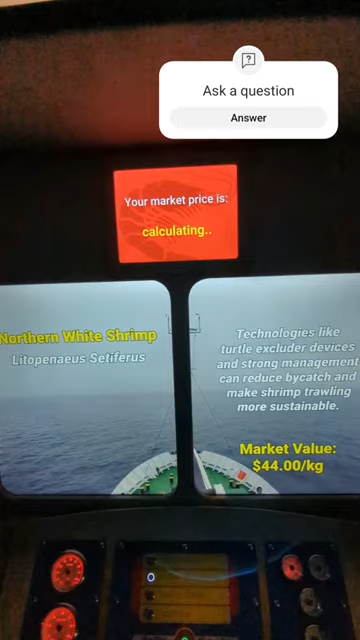 Ask a question
Answer
Your market price is:
calculating..
Northern White Shrimp
Litopenaeus Setiferus
Technologies like
turtle excluder devices
and strong management
can reduce bycatch and
make shrimp trawling
more sustainable.
Market Value:
$44.00/kg